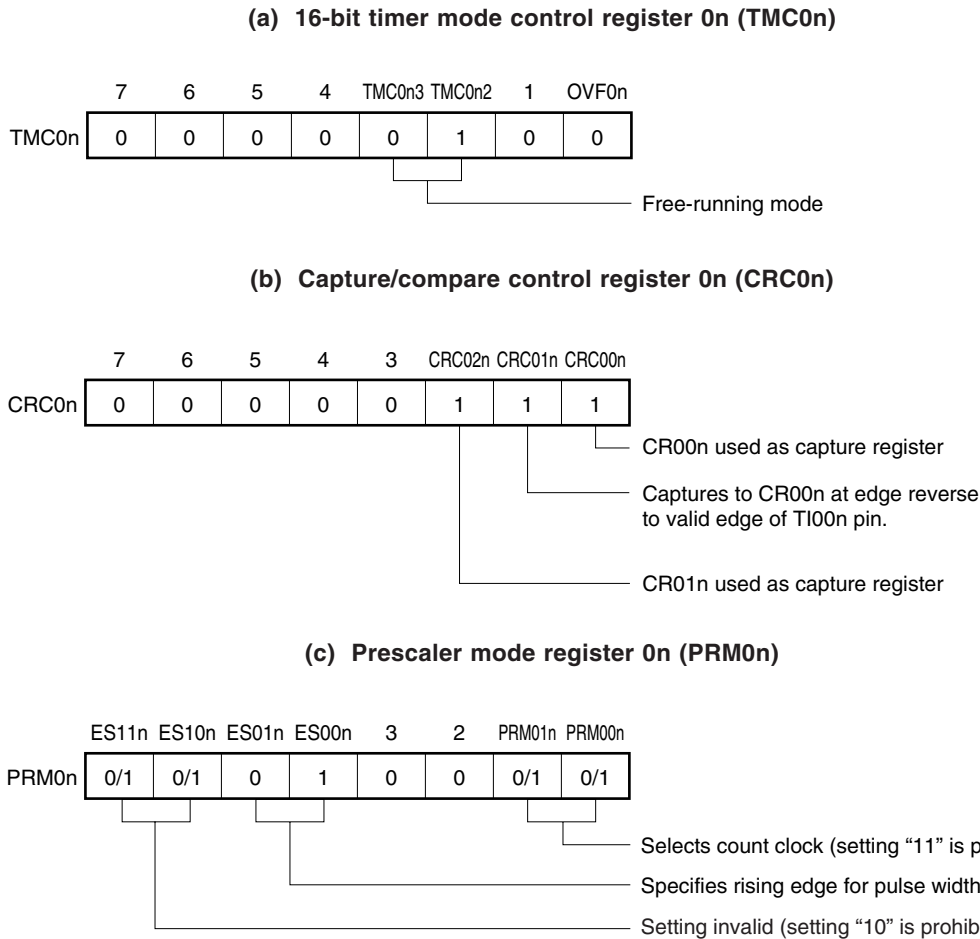 (a) 16-bit timer mode control register 0n (TMC0n)
7 6 5 4 TMC0n3 TMC0n2 1 OVF0n
TMC0n 0 0 0 0 0 1 0 0
Free-running mode
(b) Capture/compare control register 0n (CRC0n)
7 6 5 4 3 CRC02n CRC01n CRC00n
CRC0n 0 0 0 0 0 1 1 1
CR00n used as capture register
Captures to CR00n at edge reverse
to valid edge of TI00n pin.
CR01n used as capture register
(c) Prescaler mode register 0n (PRM0n)
ES11n ES10n ES01n ES00n 3 2 PRM01n PRM00n
PRM0n 0/1 0/1 0 1 0 0 0/1 0/1
Selects count clock (setting “11” is
Specifies rising edge for pulse width
Setting invalid (setting “10” is